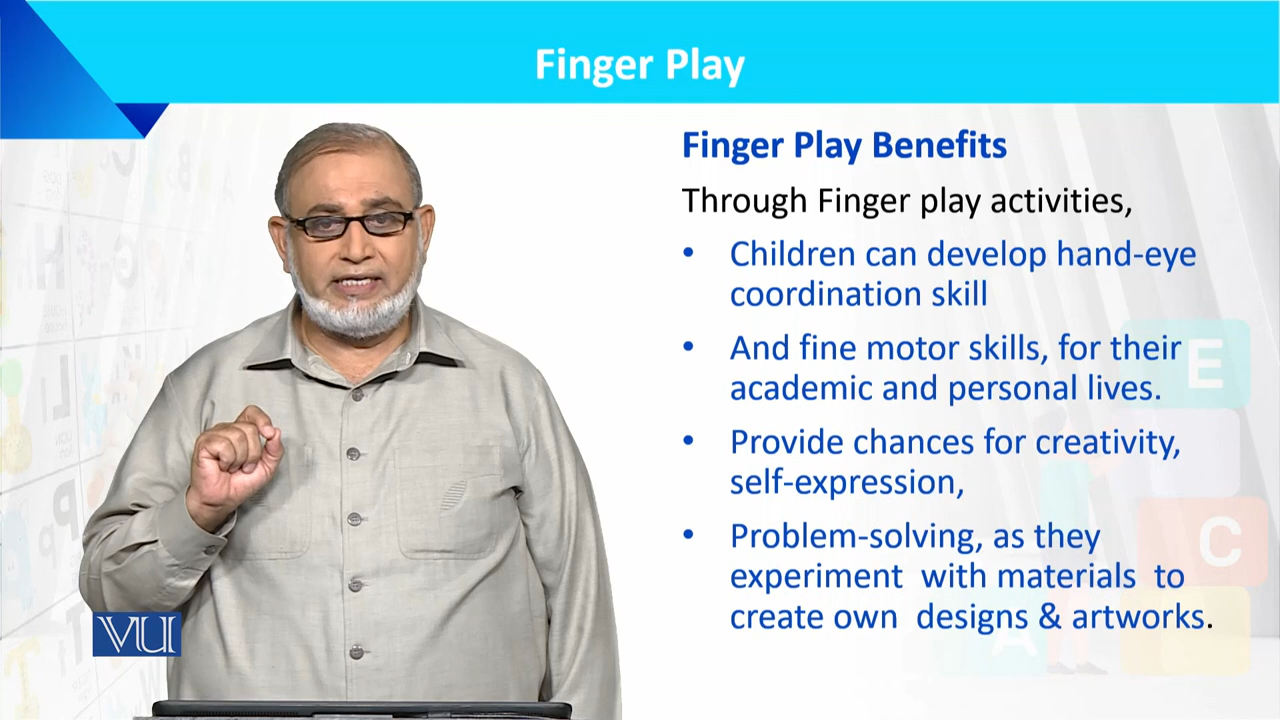 Finger Play
Finger Play Benefits
Through Finger play activities,
• Children can develop hand-eye
coordination skill
• And fine motor skills, for their
academic and personal lives.
• Provide chances for creativity,
self-expression,
• Problem-solving, as they
experiment with materials to
create own designs & artworks.
VU
E
C
A